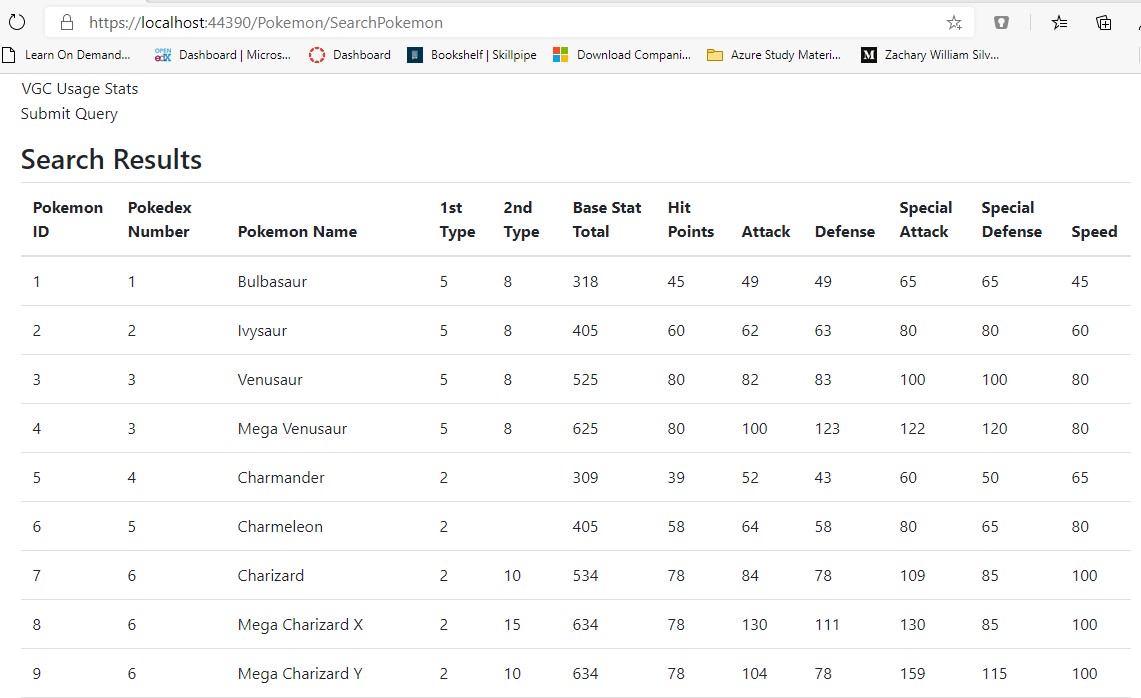 https://localhost:44390/Pokemon/SearchPokemon
Learn On Demand... OPEN edX Dashboard | Micros... Dashboard Bookshelf | Skillpipe Download Compani... Azure Study Materi... M Zachary William Silv...
VGC Usage Stats
Submit Query
Search Results
Pokemon ID Pokedex Number Pokemon Name 1st Type 2nd Type Base Stat Total Hit Points Attack Defense Special Attack Special Defense Speed
1 1 Bulbasaur 5 8 318 45 49 49 65 65 45
2 2 Ivysaur 5 8 405 60 62 63 80 80 60
3 3 Venusaur 5 8 525 80 82 83 100 100 80
4 3 Mega Venusaur 5 8 625 80 100 123 122 120 80
5 4 Charmander 2 309 39 52 43 60 50 65
6 5 Charmeleon 2 405 58 64 58 80 65 80
7 6 Charizard 2 10 534 78 84 78 109 85 100
8 6 Mega Charizard X 2 15 634 78 130 111 130 85 100
9 6 Mega Charizard Y 2 10 634 78 104 78 159 115 100